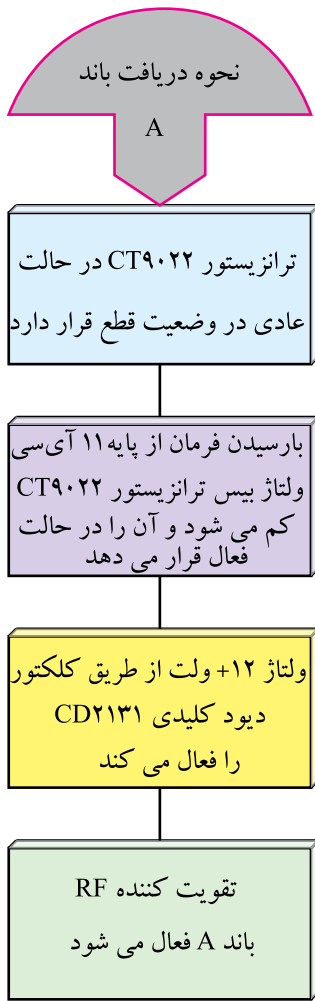 نحوه دریافت باند
A
ترانزیستور CT۹۰۲۲ در حالت
عادی در وضعیت قطع قرار دارد
بارسیدن فرمان از پایه۱۱ آی‌سی
ولتاژ بیس ترانزیستور CT۹۰۲۲
کم می شود و آن را در حالت
فعال قرار می دهد
ولتاژ ۱۲+ ولت از طریق کلکتور
دیود کلیدی CD۲۱۳۱
را فعال می کند
تقویت کننده RF
باند A فعال می شود